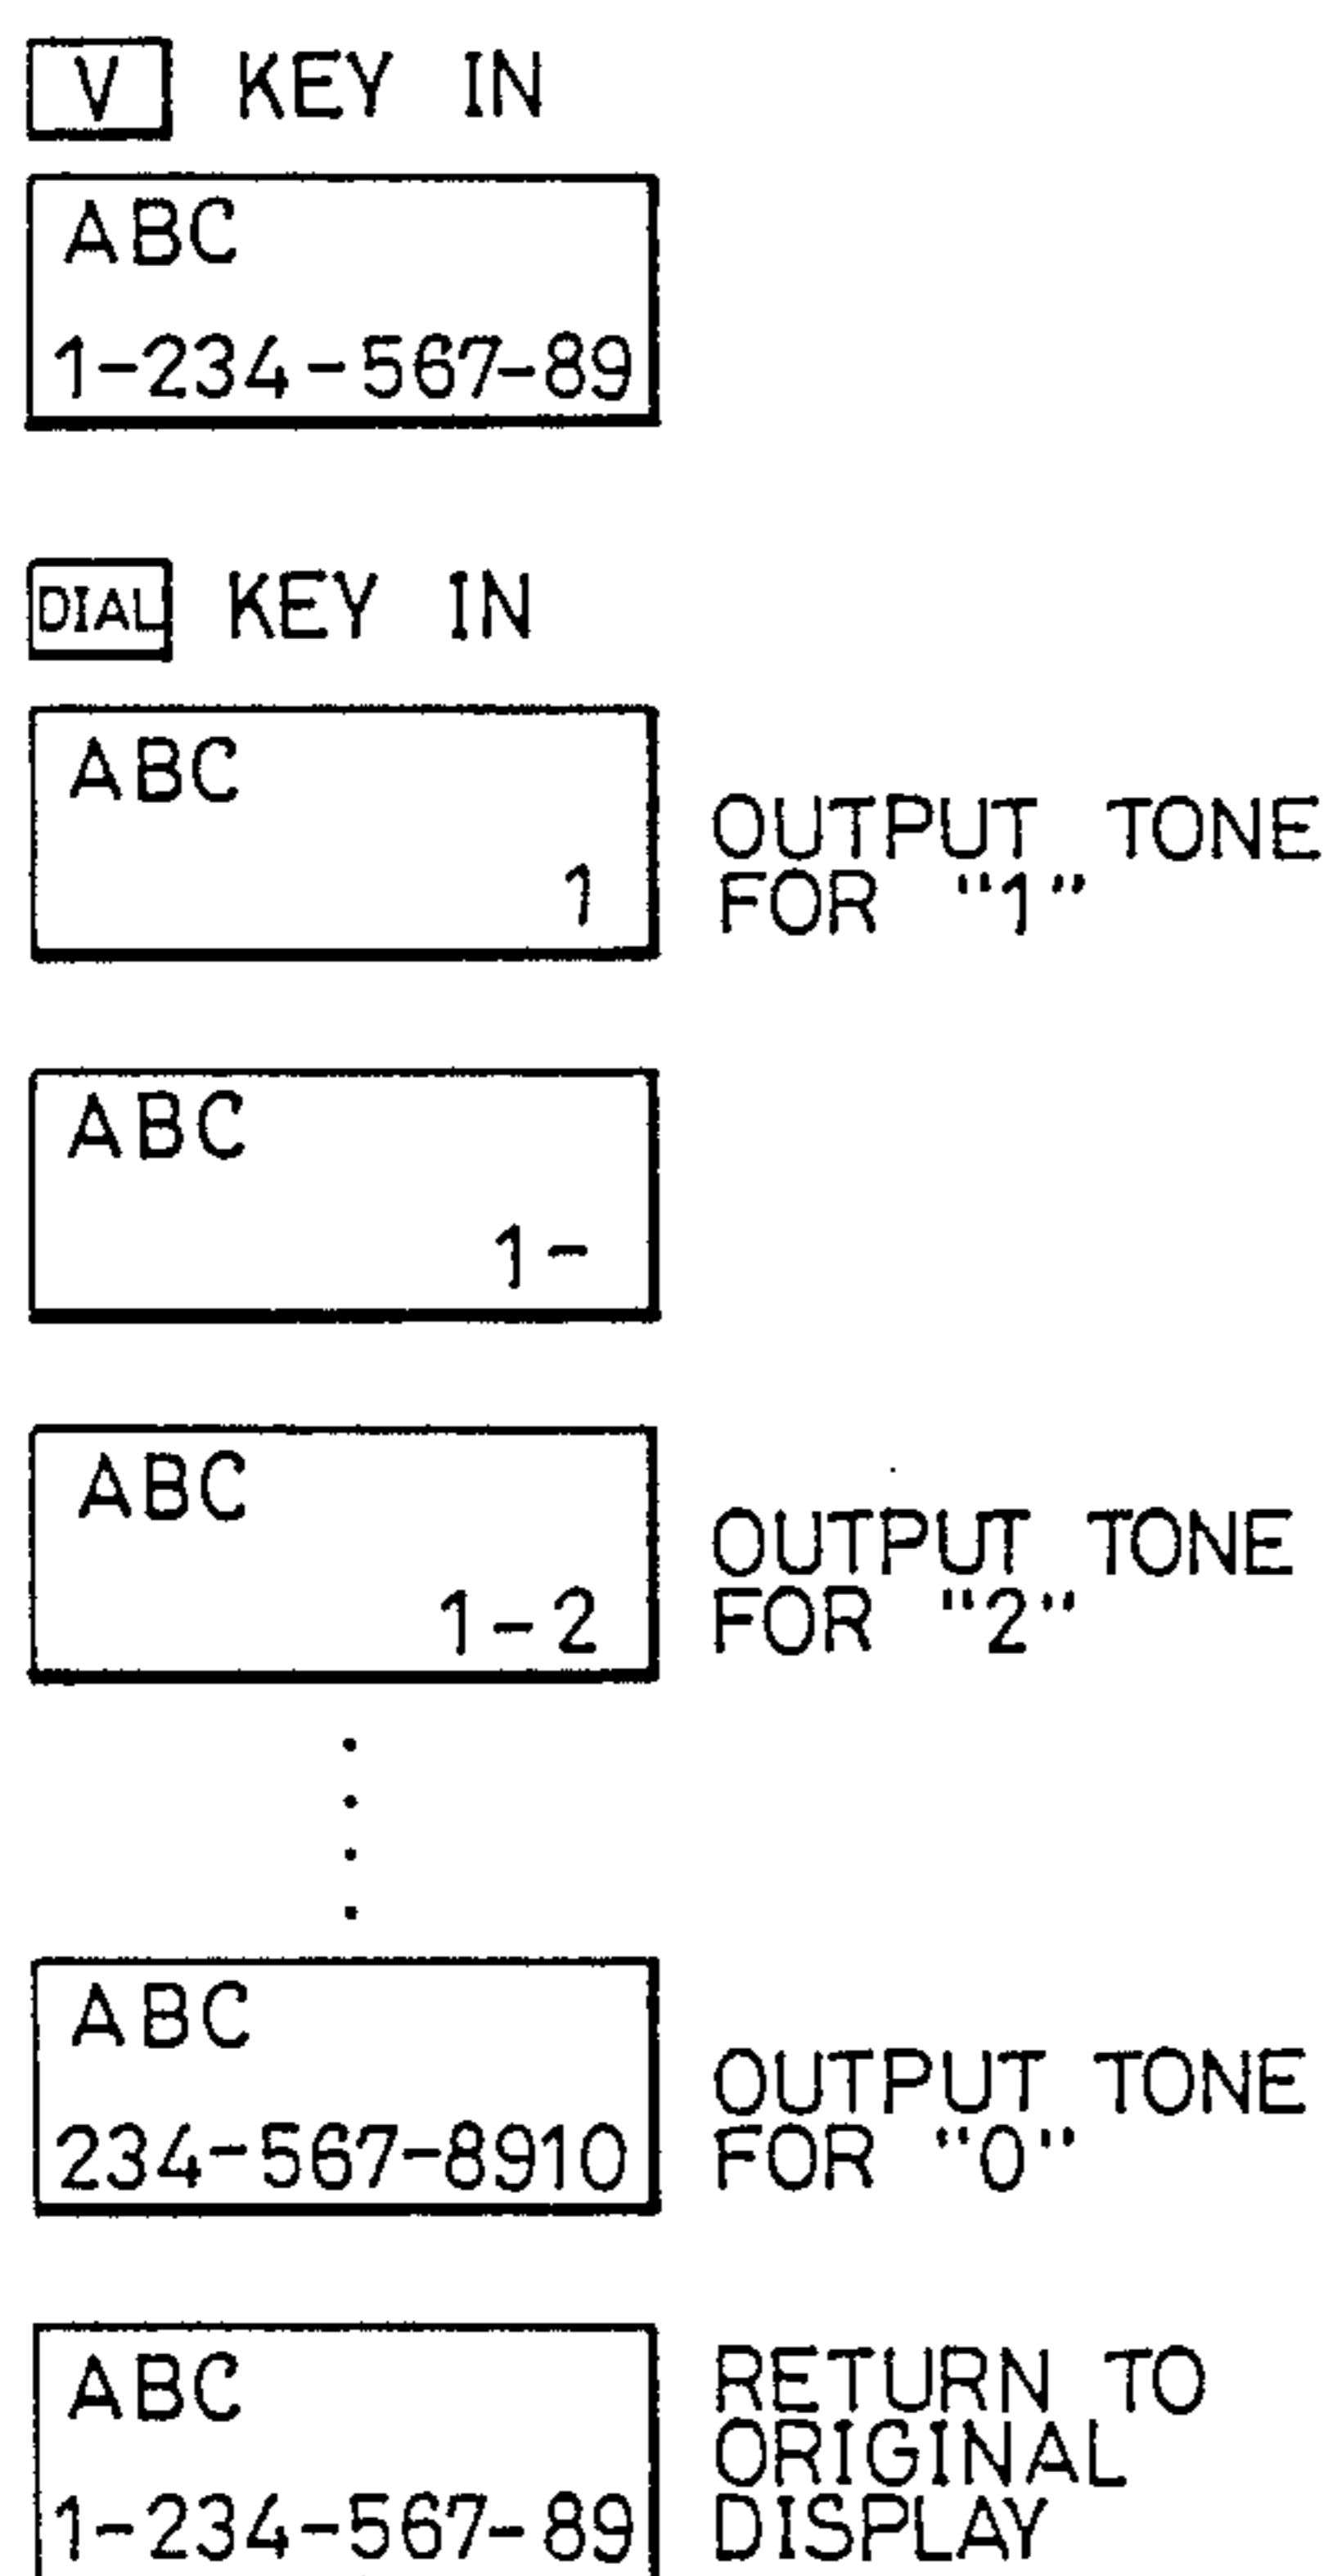 V KEY IN
ABC
1-234-567-89
DIAL KEY IN
ABC
1
OUTPUT TONE
FOR "1"
ABC
1-
ABC
1-2
OUTPUT TONE
FOR "2"
ABC
234-567-8910
OUTPUT TONE
FOR "0"
ABC
1-234-567-89
RETURN TO
ORIGINAL
DISPLAY